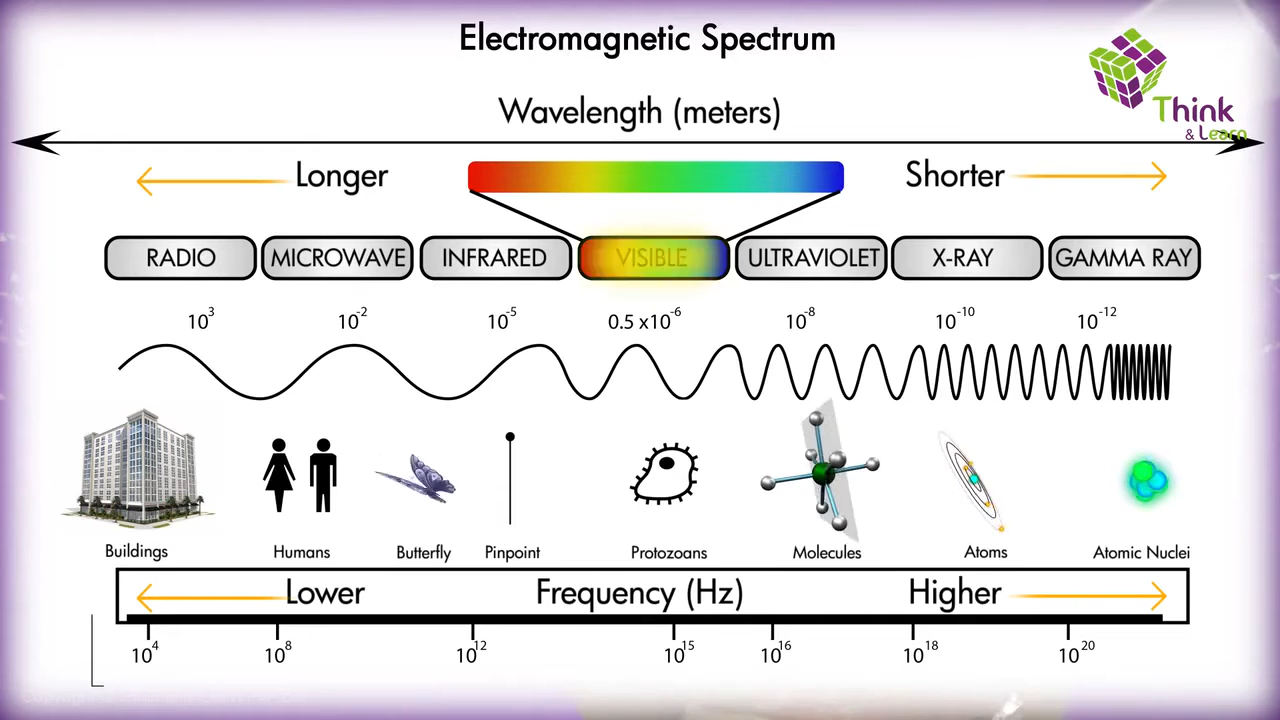 Electromagnetic Spectrum
Think
& Learn
Wavelength (meters)
Longer
Shorter
RADIO MICROWAVE INFRARED VISIBLE ULTRAVIOLET X-RAY GAMMA RAY
10³ 10⁻² 10⁻⁵ 0.5 x10⁻⁶ 10⁻⁸ 10⁻¹⁰ 10⁻¹²
Buildings Humans Butterfly Pinpoint Protozoans Molecules Atoms Atomic Nuclei
Lower Frequency (Hz) Higher
10⁴ 10⁸ 10¹² 10¹⁵ 10¹⁶ 10¹⁸ 10²⁰